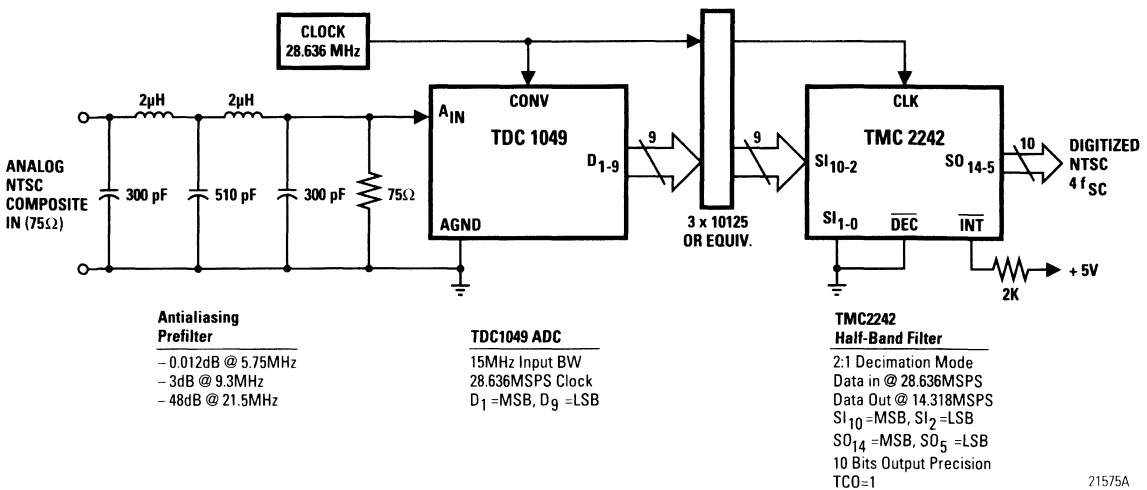 CLOCK
28.636 MHz
2µH
2µH
A_IN
CONV
TDC 1049
D_1-9
AGND
9
9
3 x 10125
OR EQUIV.
CLK
TMC 2242
SI_10-2
SO_14-5
SI_1-0
D̅E̅C̅
I̅N̅T̅
10
DIGITIZED
NTSC
4 f_SC
ANALOG
NTSC
COMPOSITE
IN (75Ω)
300 pF
510 pF
300 pF
75Ω
2K
+ 5V
Antialiasing
Prefilter
– 0.012dB @ 5.75MHz
– 3dB @ 9.3MHz
– 48dB @ 21.5MHz
TDC1049 ADC
15MHz Input BW
28.636MSPS Clock
D_1 =MSB, D_9 =LSB
TMC2242
Half-Band Filter
2:1 Decimation Mode
Data in @ 28.636MSPS
Data Out @ 14.318MSPS
SI_10 =MSB, SI_2 =LSB
SO_14 =MSB, SO_5 =LSB
10 Bits Output Precision
TCO=1
21575A